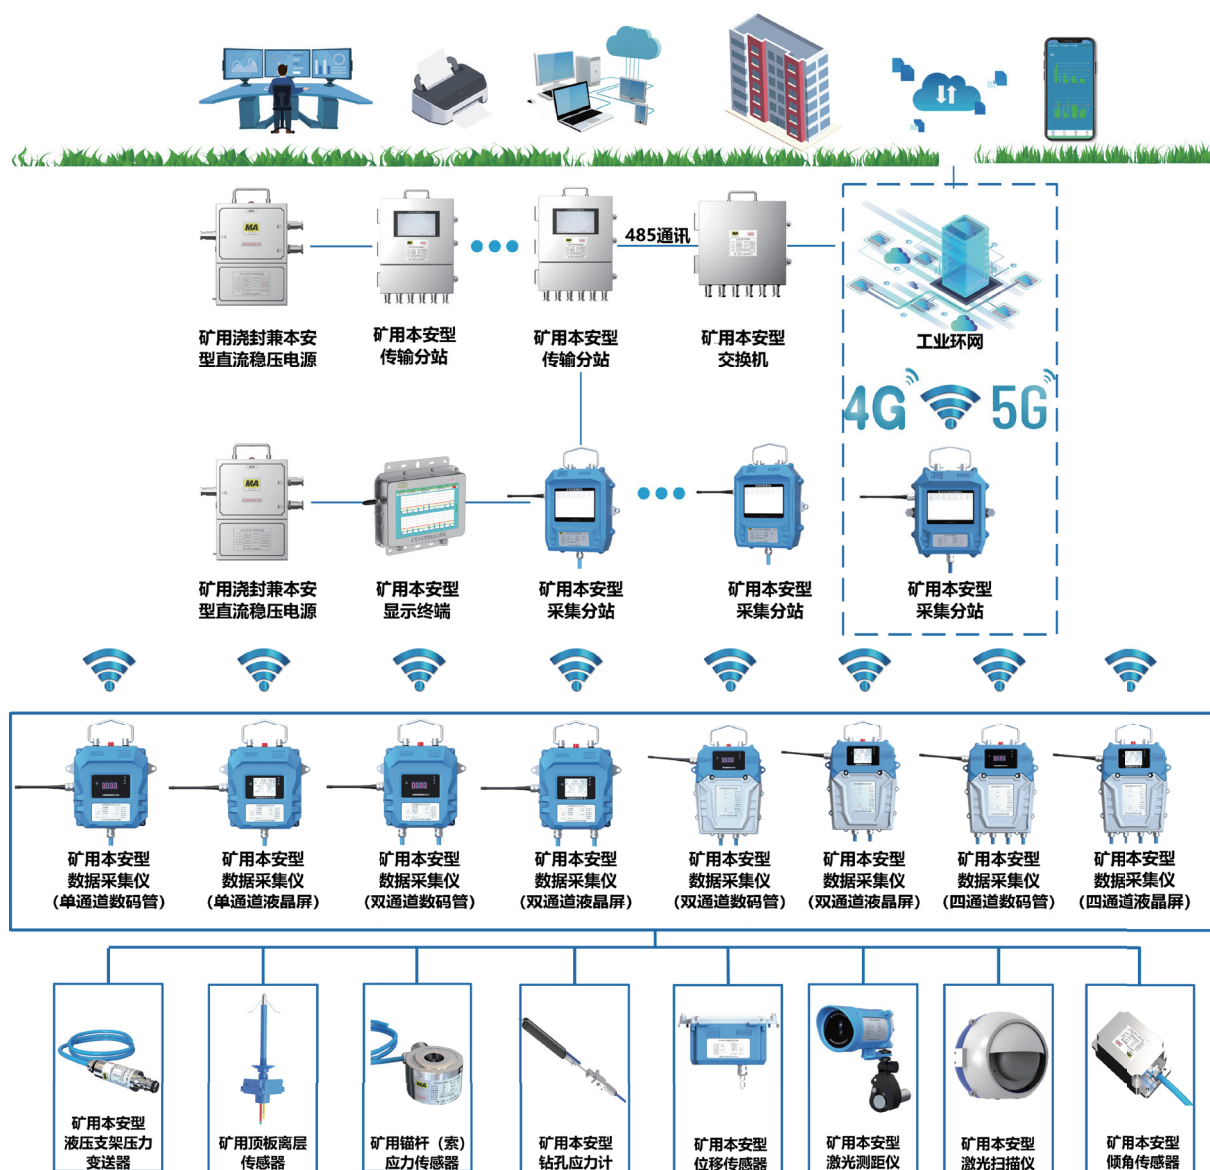 485通讯
矿用浇封兼本安
型直流稳压电源
矿用本安型
传输分站
矿用本安型
传输分站
矿用本安型
交换机
工业环网
4G
5G
MA
MA
矿用浇封兼本安
型直流稳压电源
矿用本安型
显示终端
矿用本安型
采集分站
矿用本安型
采集分站
矿用本安型
采集分站
矿用本安型
数据采集仪
(单通道数码管)
矿用本安型
数据采集仪
(单通道液晶屏)
矿用本安型
数据采集仪
(双通道数码管)
矿用本安型
数据采集仪
(双通道液晶屏)
矿用本安型
数据采集仪
(双通道数码管)
矿用本安型
数据采集仪
(双通道液晶屏)
矿用本安型
数据采集仪
(四通道数码管)
矿用本安型
数据采集仪
(四通道液晶屏)
MA
矿用本安型
液压支架压力
变送器
矿用顶板离层
传感器
矿用锚杆（索）
应力传感器
矿用本安型
钻孔应力计
矿用本安型
位移传感器
矿用本安型
激光测距仪
矿用本安型
激光扫描仪
矿用本安型
倾角传感器